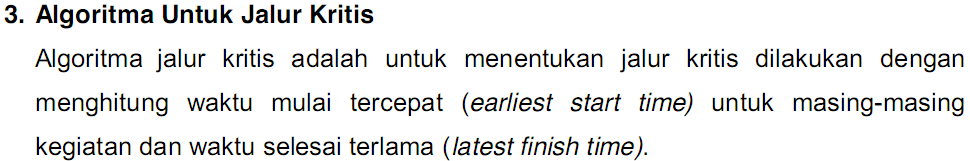 3. Algoritma Untuk Jalur Kritis
Algoritma jalur kritis adalah untuk menentukan jalur kritis dilakukan dengan
menghitung waktu mulai tercepat (earliest start time) untuk masing-masing
kegiatan dan waktu selesai terlama (latest finish time).